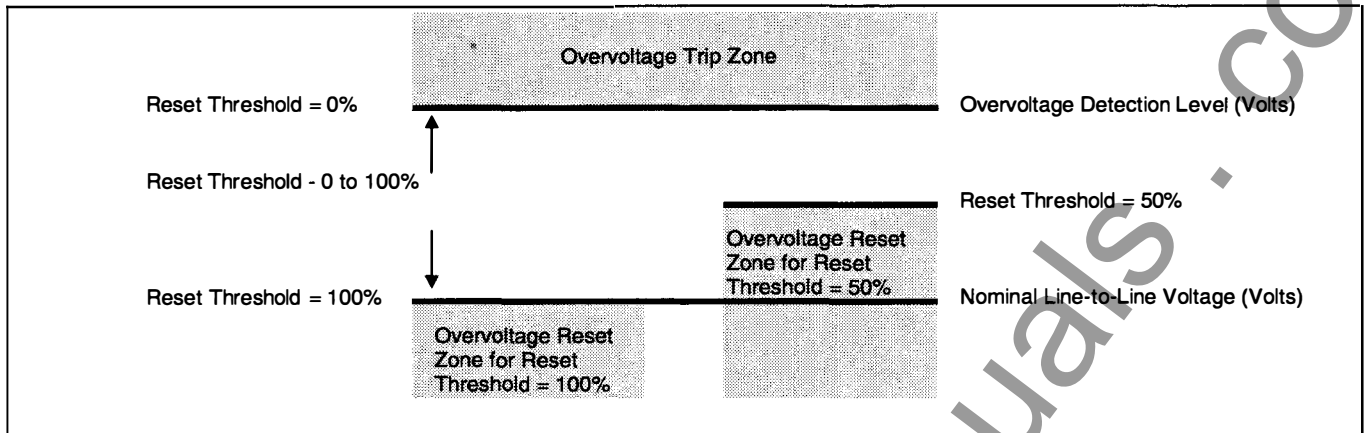 Overvoltage Trip Zone
Reset Threshold = 0%
Overvoltage Detection Level (Volts)
Reset Threshold - 0 to 100%
Reset Threshold = 50%
Overvoltage Reset
Zone for Reset
Threshold = 50%
Reset Threshold = 100%
Nominal Line-to-Line Voltage (Volts)
Overvoltage Reset
Zone for Reset
Threshold = 100%